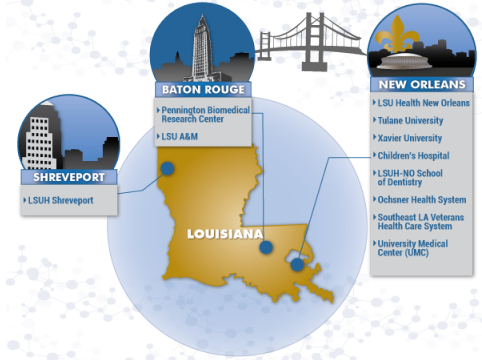 BATON ROUGE
Pennington Biomedical
Research Center
LSU A&M
NEW ORLEANS
LSU Health New Orleans
Tulane University
Xavier University
Children's Hospital
LSUH-NO School
of Dentistry
Ochsner Health System
Southeast LA Veterans
Health Care System
University Medical
Center (UMC)
SHREVEPORT
LSUH Shreveport
LOUISIANA